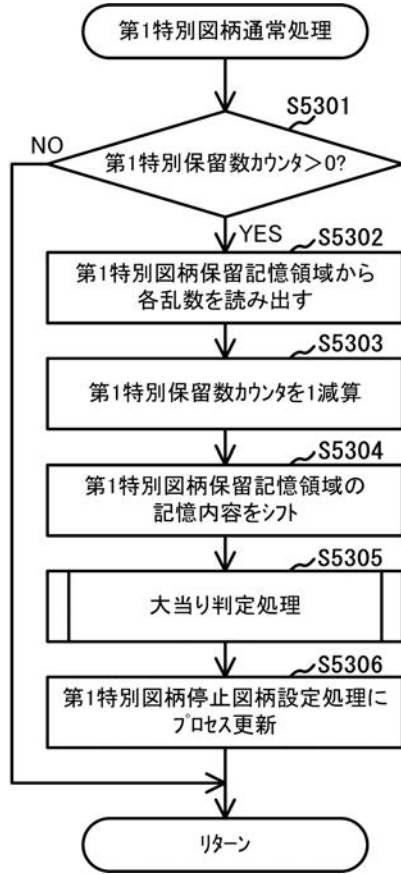 第1特別図柄通常処理
S5301
NO
第1特別保留数ｶｳﾝﾀ>0?
YES
S5302
第1特別図柄保留記憶領域から
各乱数を読み出す
S5303
第1特別保留数ｶｳﾝﾀを1減算
S5304
第1特別図柄保留記憶領域の
記憶内容をシフト
S5305
大当り判定処理
S5306
第1特別図柄停止図柄設定処理に
ﾌﾟﾛｾｽ更新
ﾘﾀｰﾝ